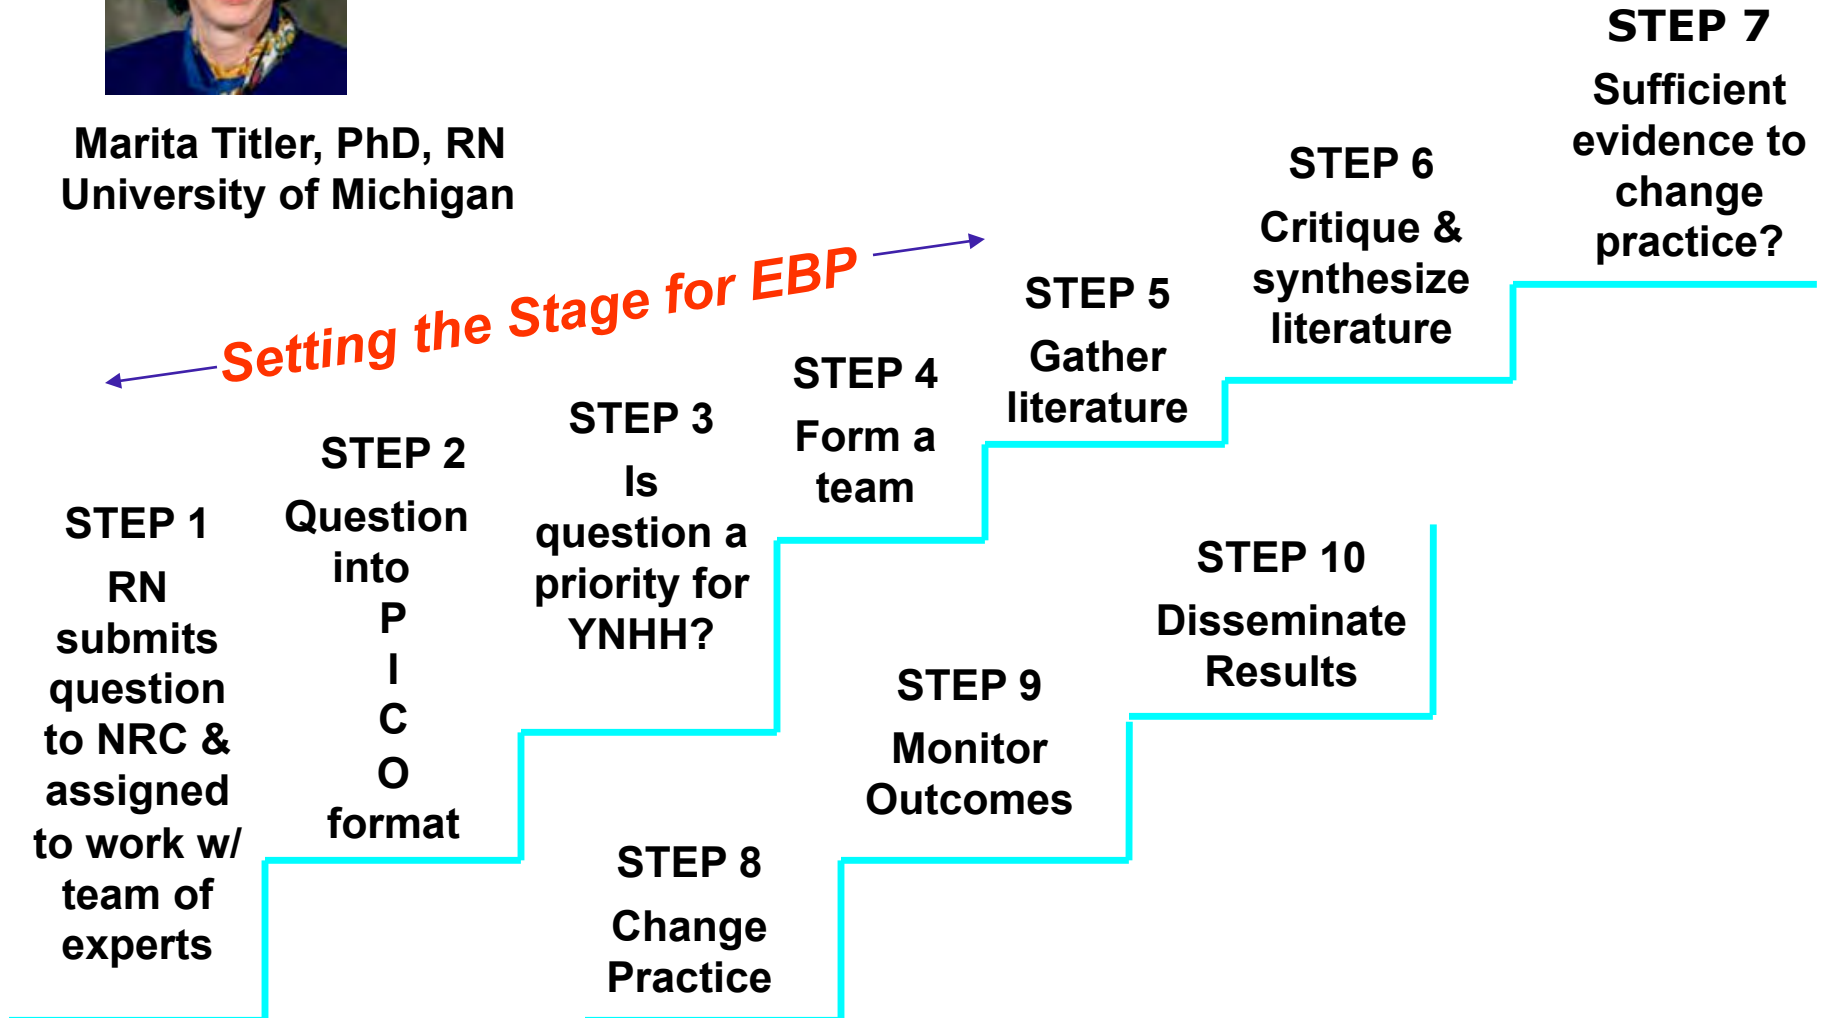 Marita Titler, PhD, RN
University of Michigan
Setting the Stage for EBP
STEP 1
RN
submits
question
to NRC &
assigned
to work w/
team of
experts
STEP 2
Question
into
P
I
C
O
format
STEP 3
Is
question a
priority for
YNHH?
STEP 4
Form a
team
STEP 5
Gather
literature
STEP 6
Critique &
synthesize
literature
STEP 7
Sufficient
evidence to
change
practice?
STEP 8
Change
Practice
STEP 9
Monitor
Outcomes
STEP 10
Disseminate
Results